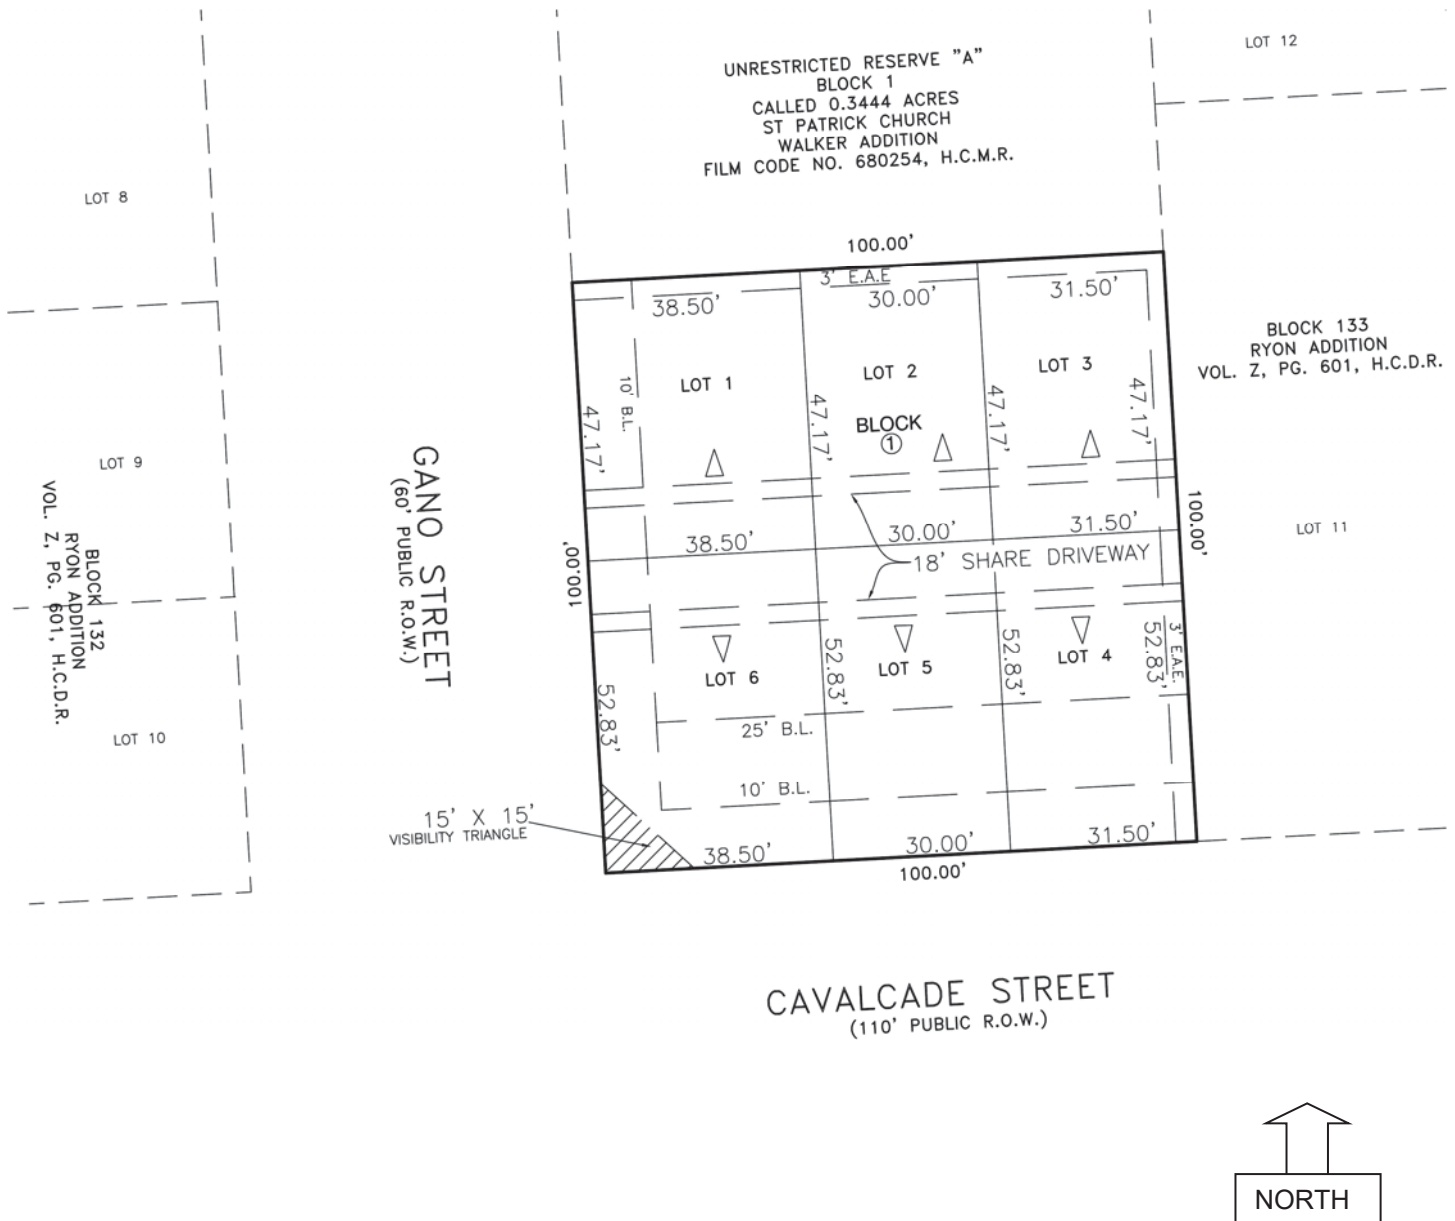 UNRESTRICTED RESERVE "A"
BLOCK 1
CALLED 0.3444 ACRES
ST PATRICK CHURCH
WALKER ADDITION
FILM CODE NO. 680254, H.C.M.R.
LOT 12
LOT 8
100.00'
3' E.A.E
38.50'
30.00'
31.50'
BLOCK 133
RYON ADDITION
VOL. Z, PG. 601, H.C.D.R.
LOT 1
LOT 2
LOT 3
10' B.L.
47.17'
47.17'
47.17'
47.17'
BLOCK
1
LOT 9
GANO STREET
(60' PUBLIC R.O.W.)
BLOCK 132
RYON ADDITION
VOL. Z, PG. 601, H.C.D.R.
100.00'
100.00'
LOT 11
38.50'
30.00'
31.50'
18' SHARE DRIVEWAY
LOT 6
LOT 5
LOT 4
52.83'
52.83'
52.83'
52.83'
3' E.A.E.
25' B.L.
LOT 10
10' B.L.
15' X 15'
VISIBILITY TRIANGLE
38.50'
30.00'
31.50'
100.00'
CAVALCADE STREET
(110' PUBLIC R.O.W.)
NORTH